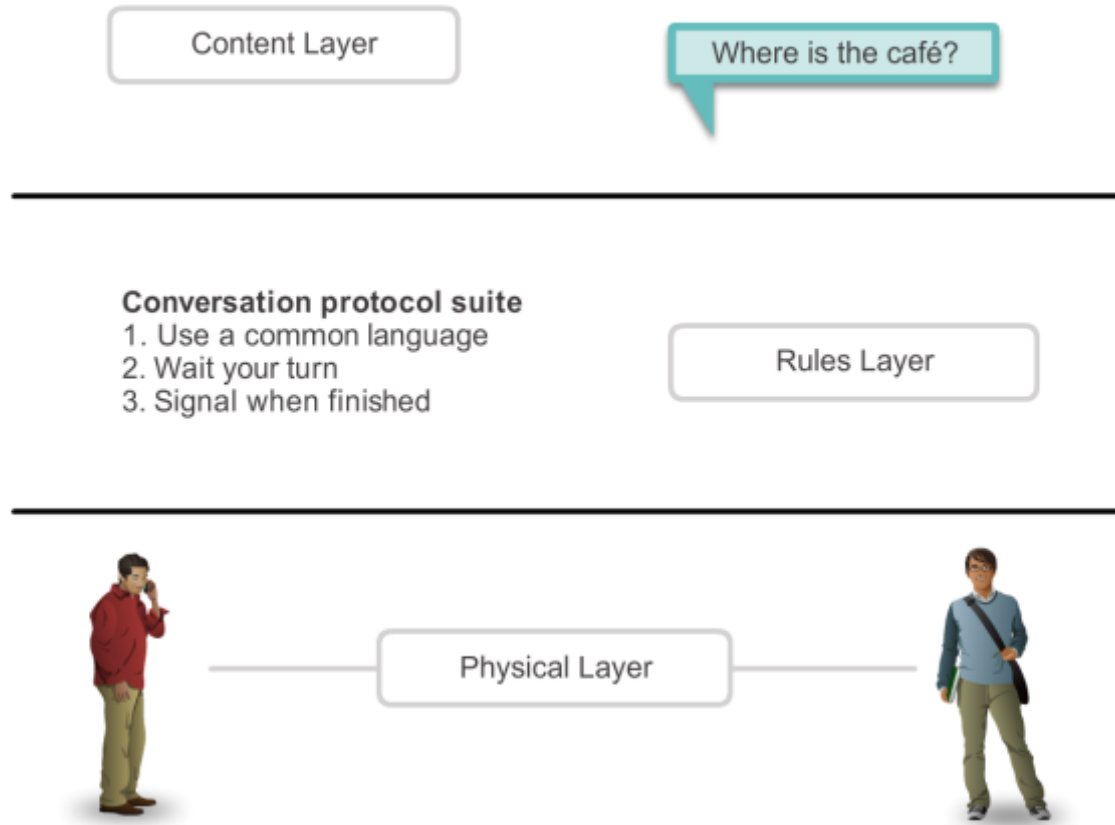 Content Layer
Where is the café?
Conversation protocol suite
1. Use a common language
2. Wait your turn
3. Signal when finished
Rules Layer
Physical Layer